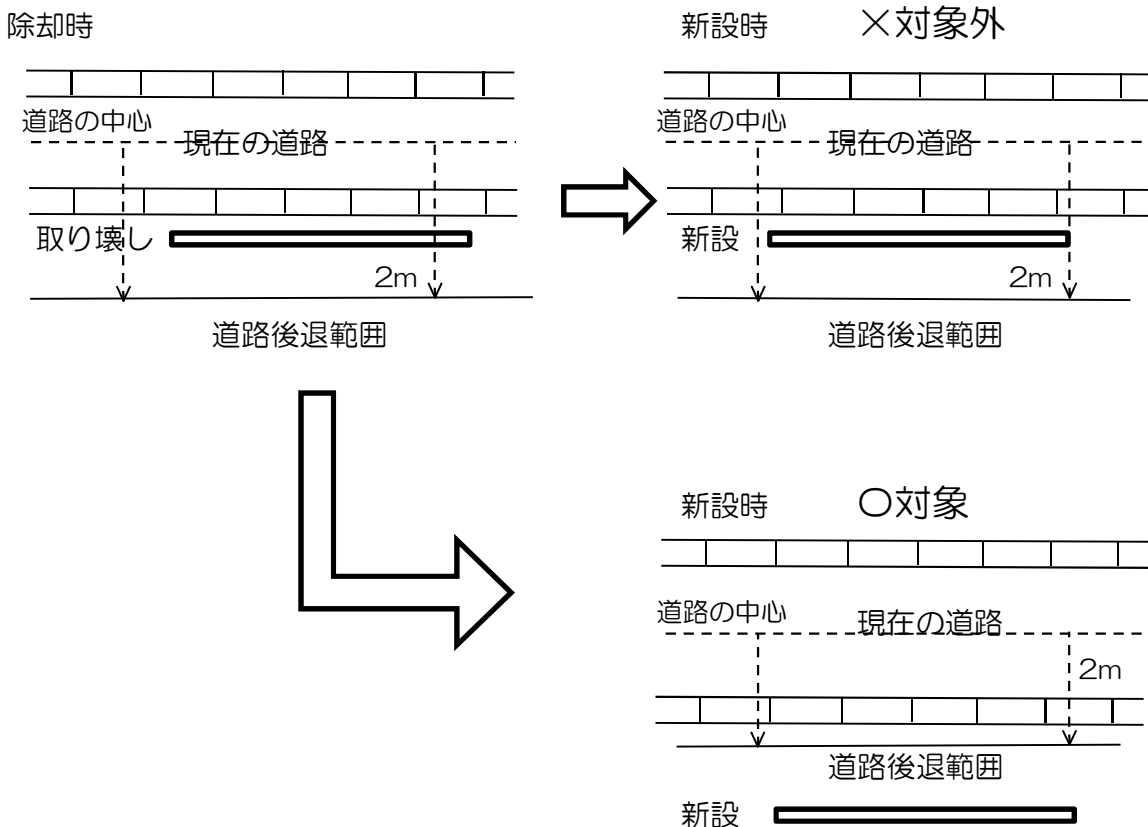 除却時
道路の中心
現在の道路
取り壊し
2m
道路後退範囲
新設時 ×対象外
道路の中心
現在の道路
新設
2m
道路後退範囲
新設時 〇対象
道路の中心
現在の道路
2m
道路後退範囲
新設